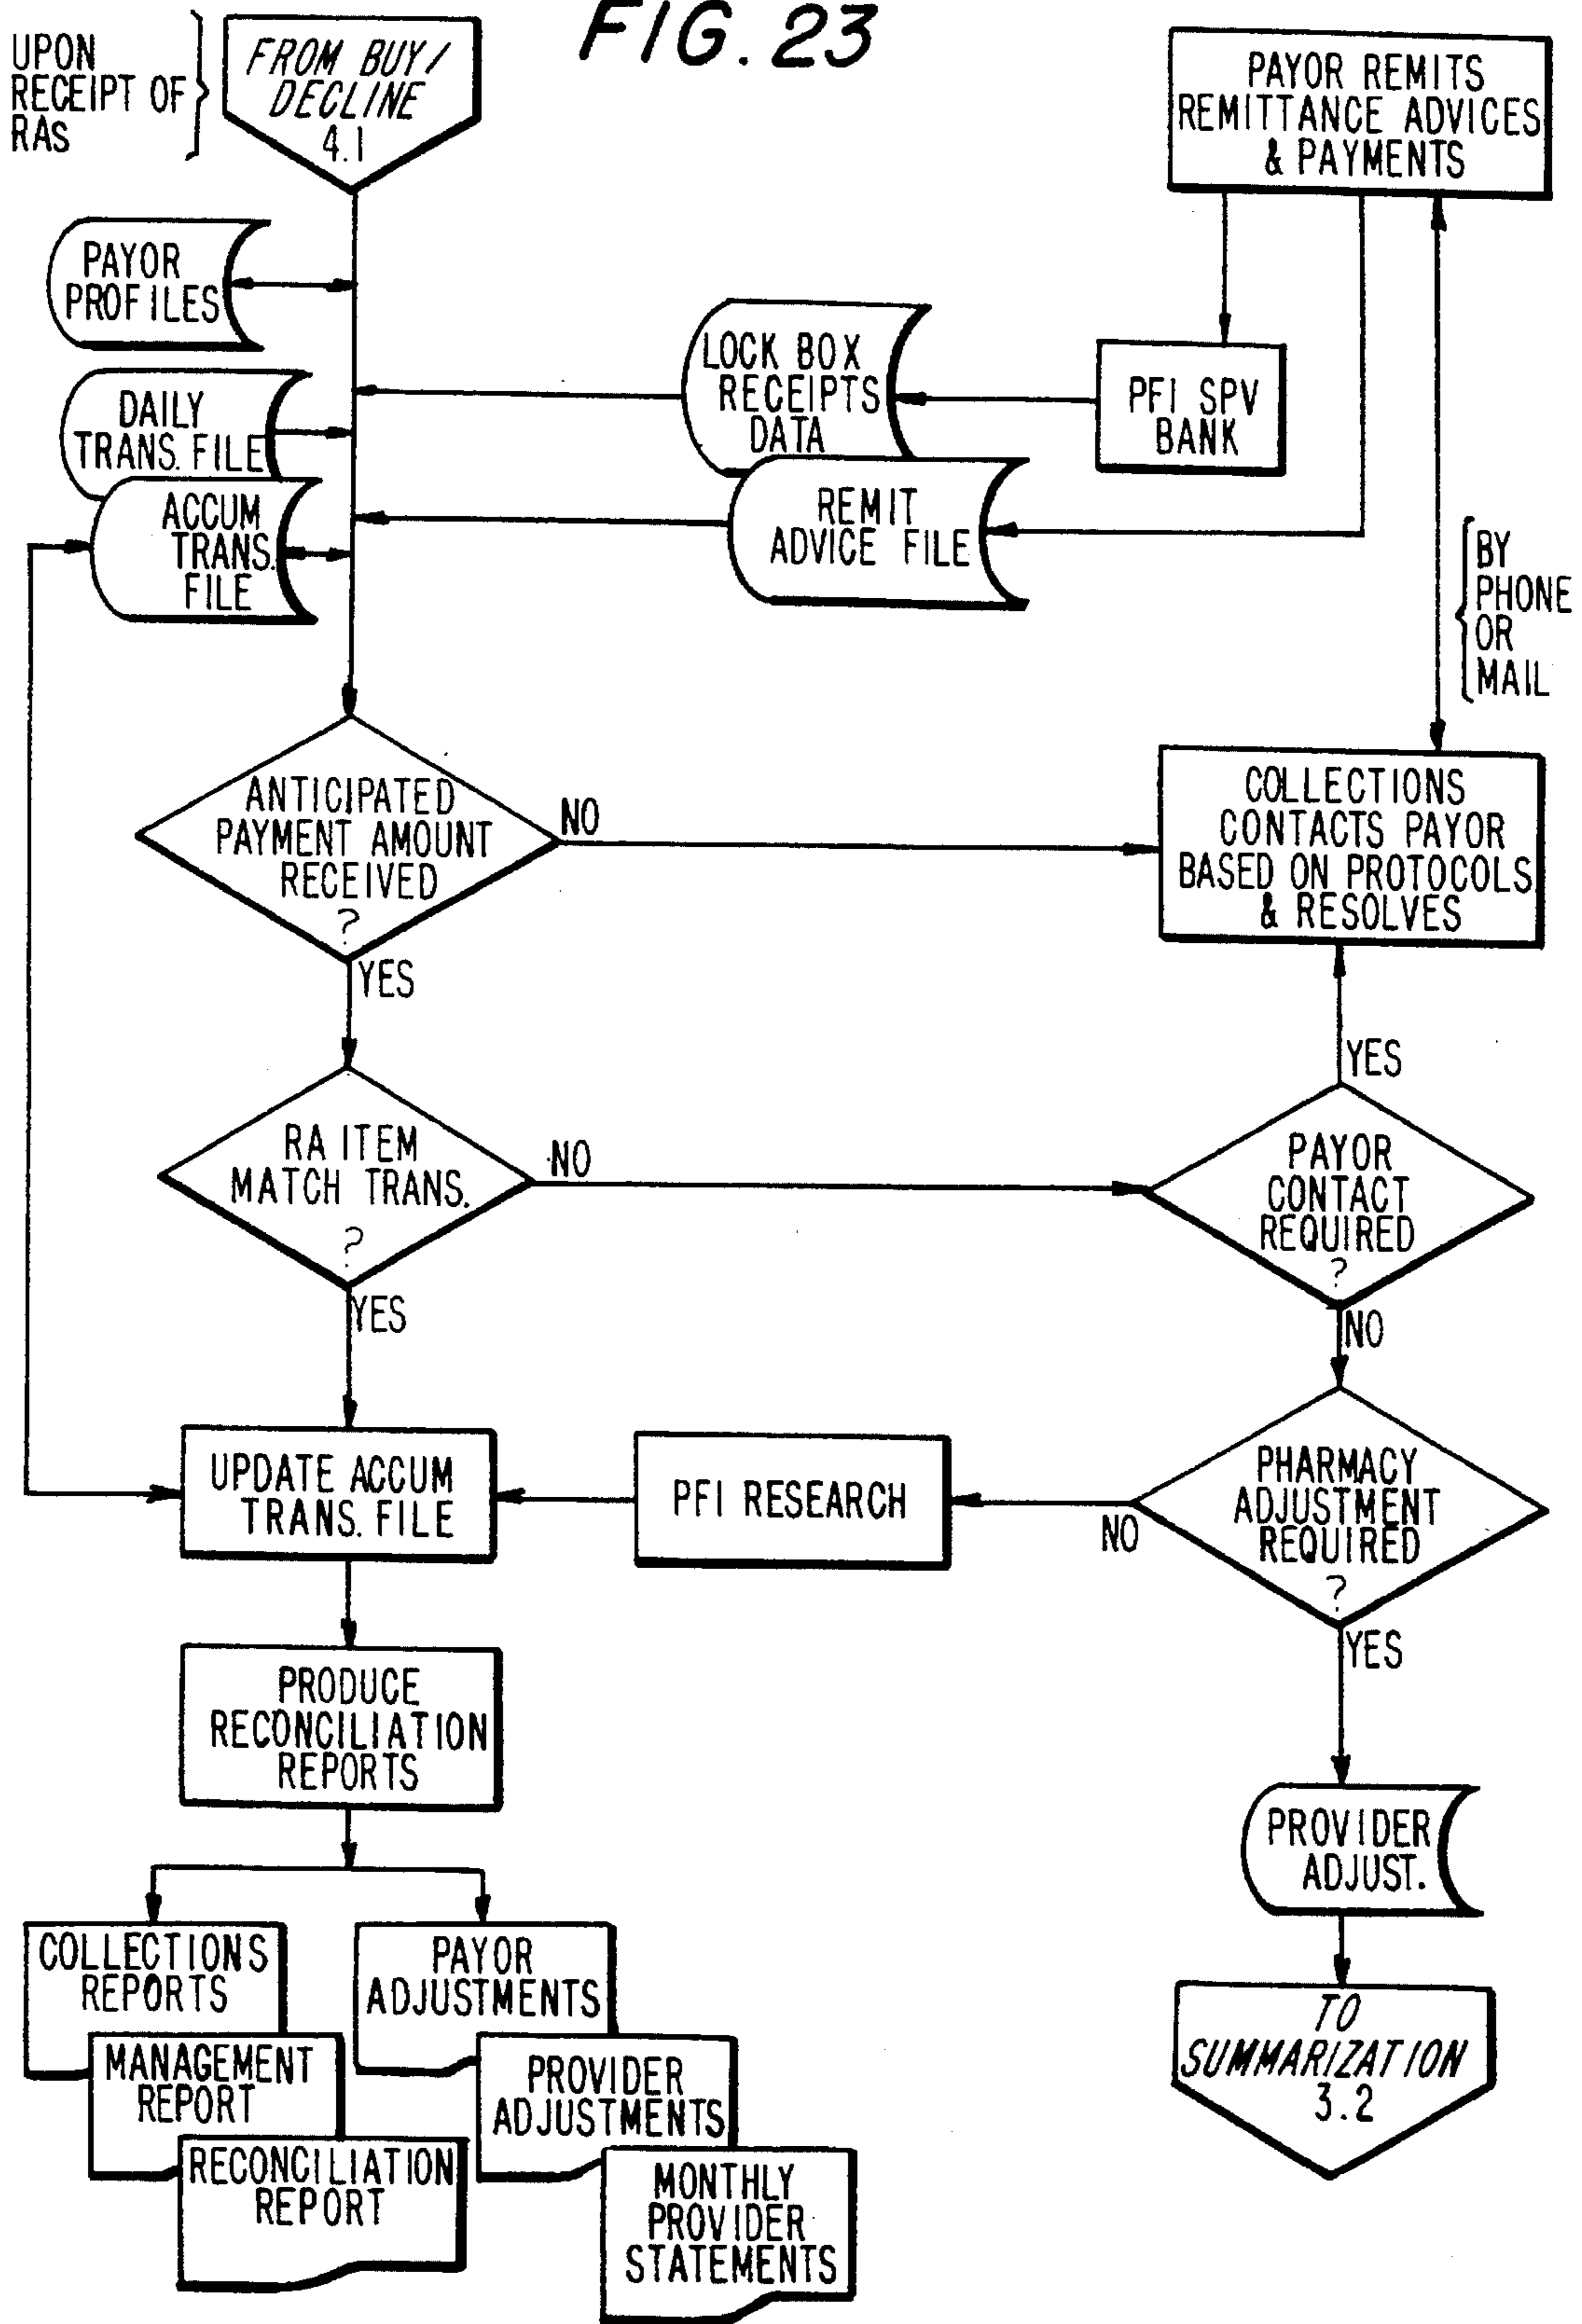 FIG. 23
UPON
RECEIPT OF
RAS
FROM BUY/
DECLINE
4.1
PAYOR REMITS
REMITTANCE ADVICES
& PAYMENTS
PAYOR
PROFILES
LOCK BOX
RECEIPTS
DATA
PFI SPV
BANK
DAILY
TRANS. FILE
ACCUM
TRANS.
FILE
REMIT
ADVICE FILE
BY
PHONE
OR
MAIL
ANTICIPATED
PAYMENT AMOUNT
RECEIVED
?
NO
YES
COLLECTIONS
CONTACTS PAYOR
BASED ON PROTOCOLS
& RESOLVES
YES
RA ITEM
MATCH TRANS.
?
NO
YES
PAYOR
CONTACT
REQUIRED
?
NO
UPDATE ACCUM
TRANS. FILE
PFI RESEARCH
NO
PHARMACY
ADJUSTMENT
REQUIRED
?
YES
PRODUCE
RECONCILIATION
REPORTS
PROVIDER
ADJUST.
COLLECTIONS
REPORTS
MANAGEMENT
REPORT
RECONCILIATION
REPORT
PAYOR
ADJUSTMENTS
PROVIDER
ADJUSTMENTS
MONTHLY
PROVIDER
STATEMENTS
TO
SUMMARIZATION
3.2